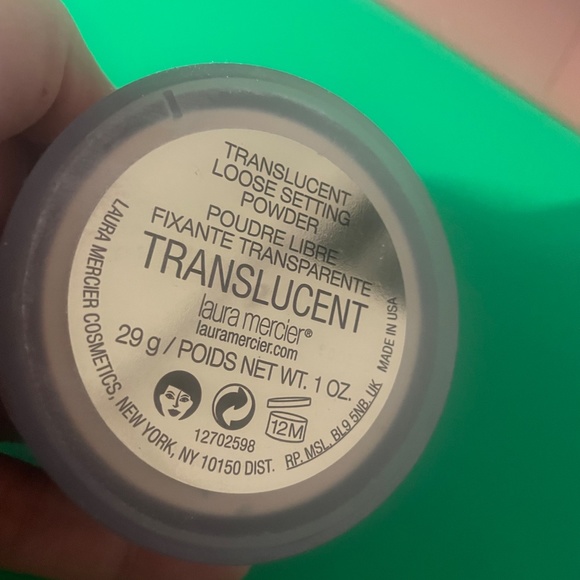 TRANSLUCENT
LOOSE SETTING
POWDER
POUDRE LIBRE
FIXANTE TRANSPARENTE
TRANSLUCENT
laura mercier®
lauramercier.com
29 g / POIDS NET WT. 1 OZ.
12M
12702598
LAURA MERCIER COSMETICS, NEW YORK, NY 10150 DIST. RP, MSL, BL9 5NB, UK MADE IN USA